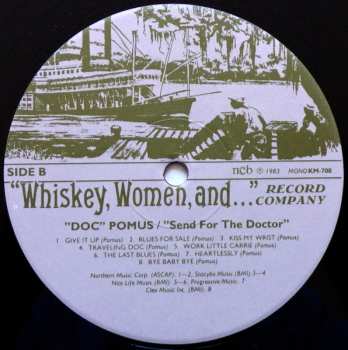 SIDE B
ncb ℗ 1983 MONO KM-708
"Whiskey, Women, and..." RECORD COMPANY
"DOC" POMUS / "Send For The Doctor"
1 GIVE IT UP (Pomus) 2 BLUES FOR SALE (Pomus) 3 KISS MY WRIST (Pomus)
4 TRAVELING DOC (Pomus) 5 WORK LITTLE CARRIE (Pomus)
6 THE LAST BLUES (Pomus) 7 HEARTLESSLY (Pomus)
8 BYE BABY BYE (Pomus)
Northern Music Corp. (ASCAP). 1—2,Ststylis Music (BMI) 3—4
Nice Life Music (BMI) 5—6. Progressive Music. 7
Clex Music Inc. (BMI). 8